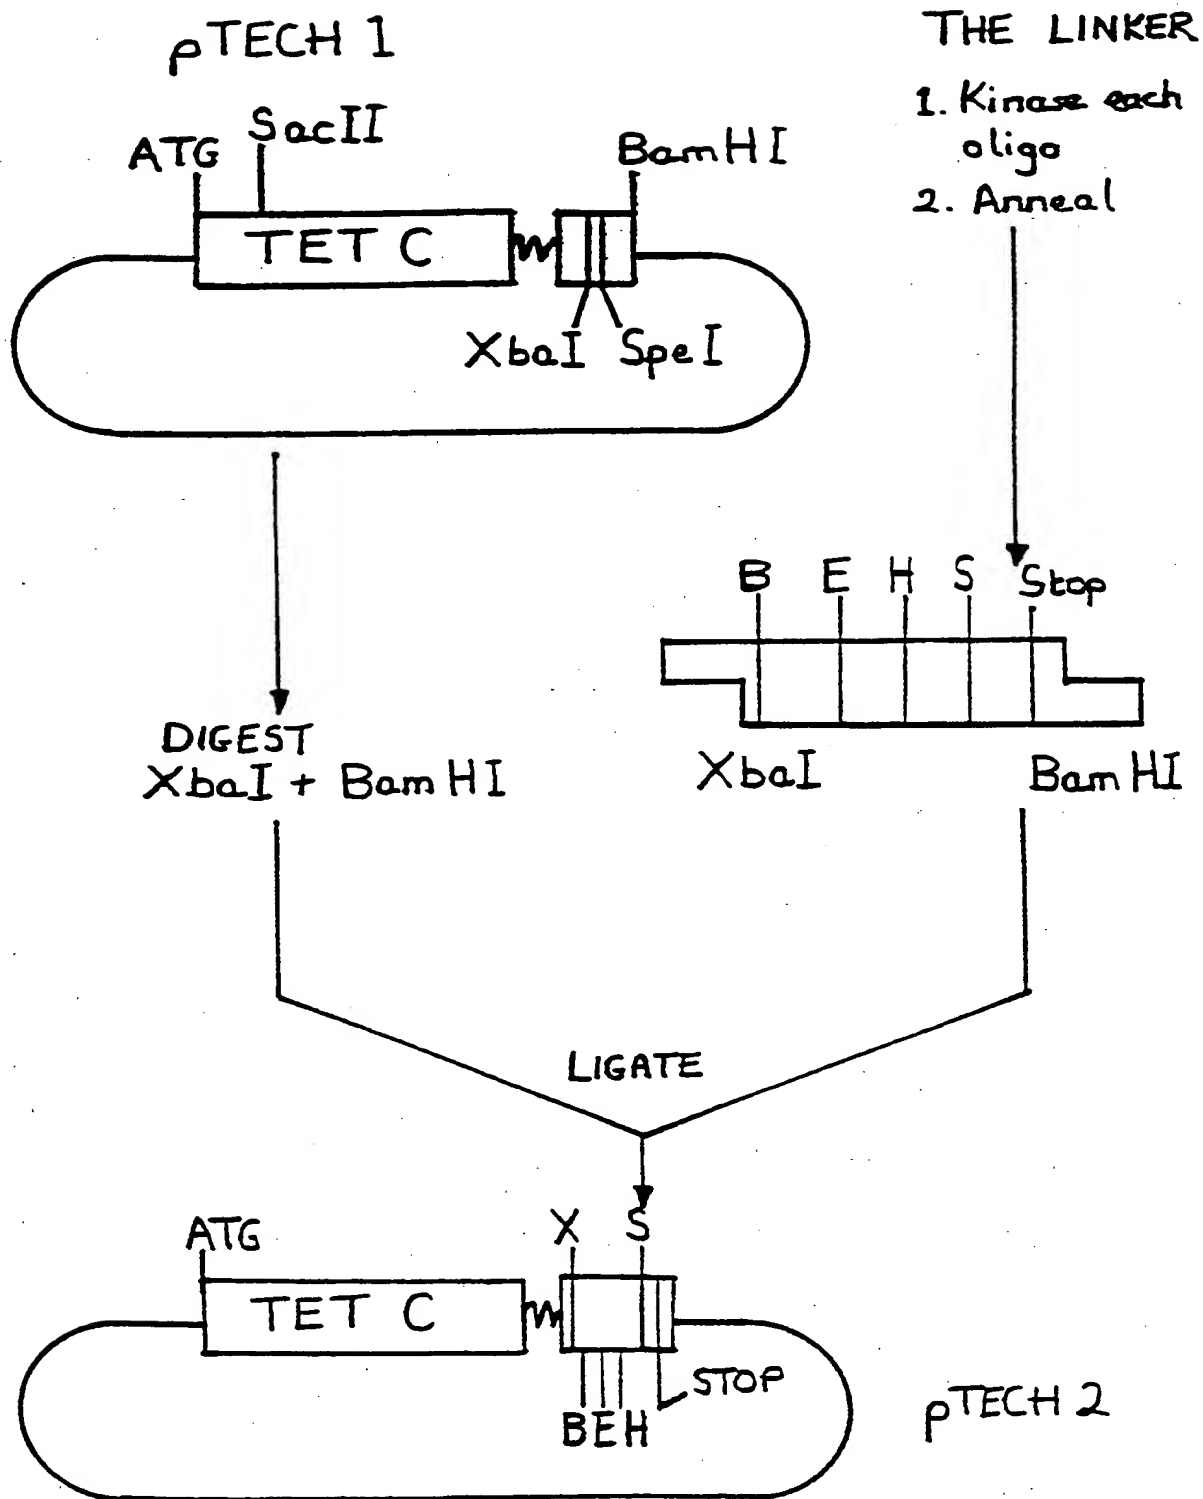 pTECH 1
ATG
SacII
BamHI
TET C
XbaI
SpeI
THE LINKER
1. Kinase each
oligo
2. Anneal
B E H S Stop
XbaI
BamHI
DIGEST
XbaI + BamHI
LIGATE
ATG
X
S
TET C
BEH
STOP
pTECH 2